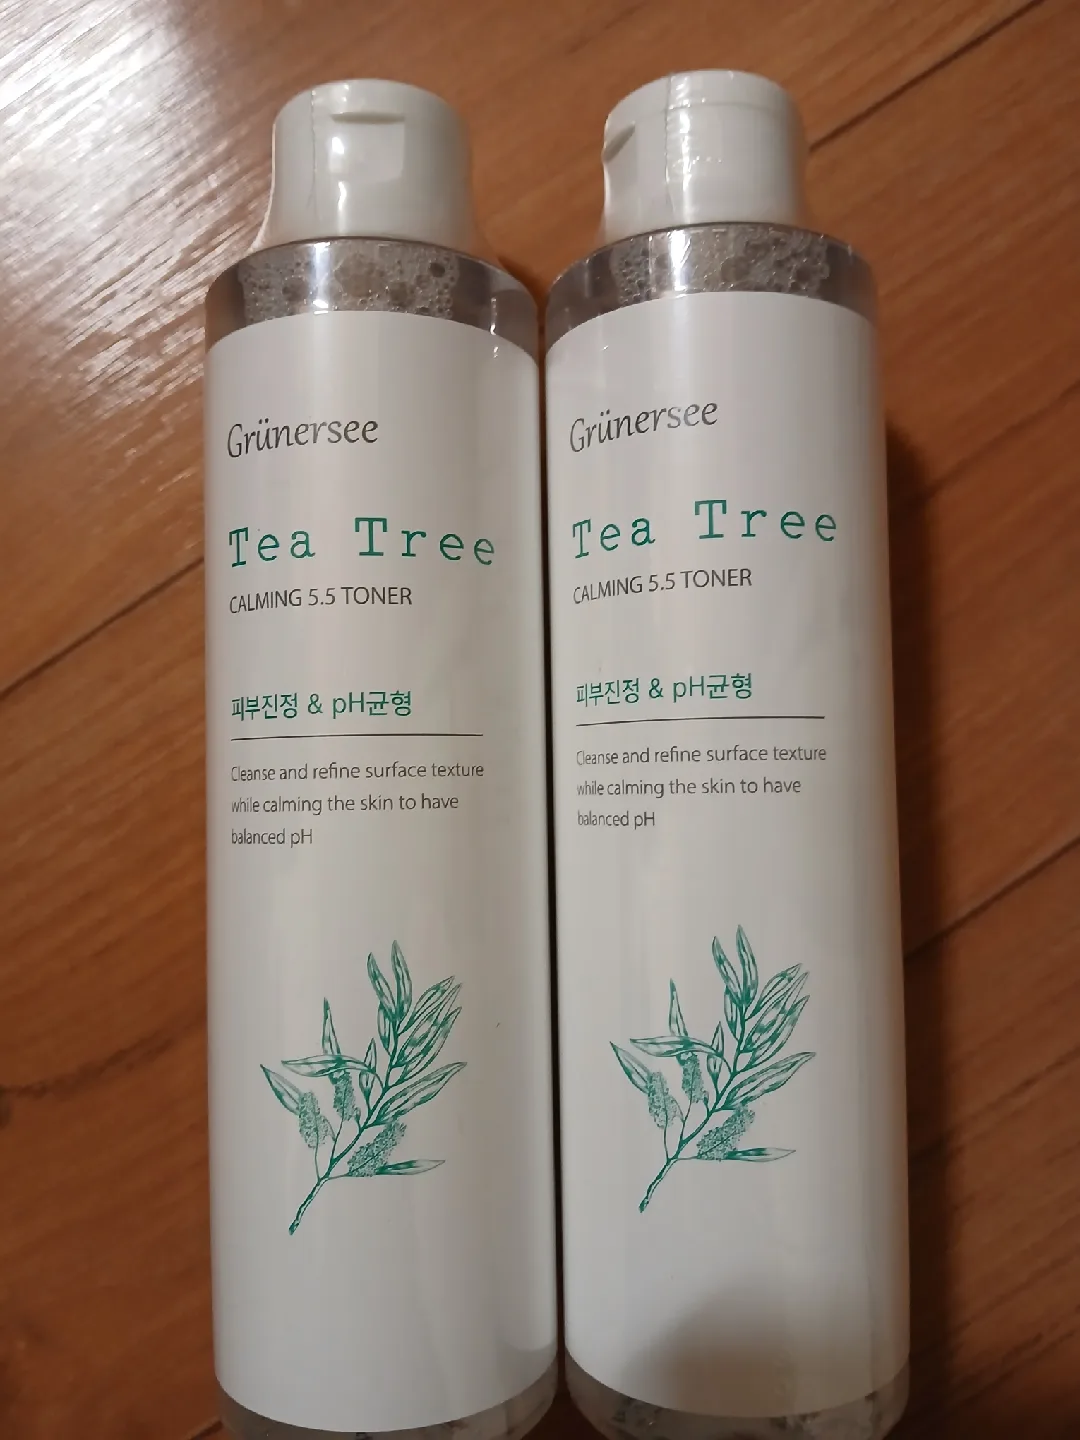 Grünersee
Tea Tree
CALMING 5.5 TONER
피부진정 & pH균형
Cleanse and refine surface texture
while calming the skin to have
balanced pH
Grünersee
Tea Tree
CALMING 5.5 TONER
피부진정 & pH균형
Cleanse and refine surface texture
while calming the skin to have
balanced pH